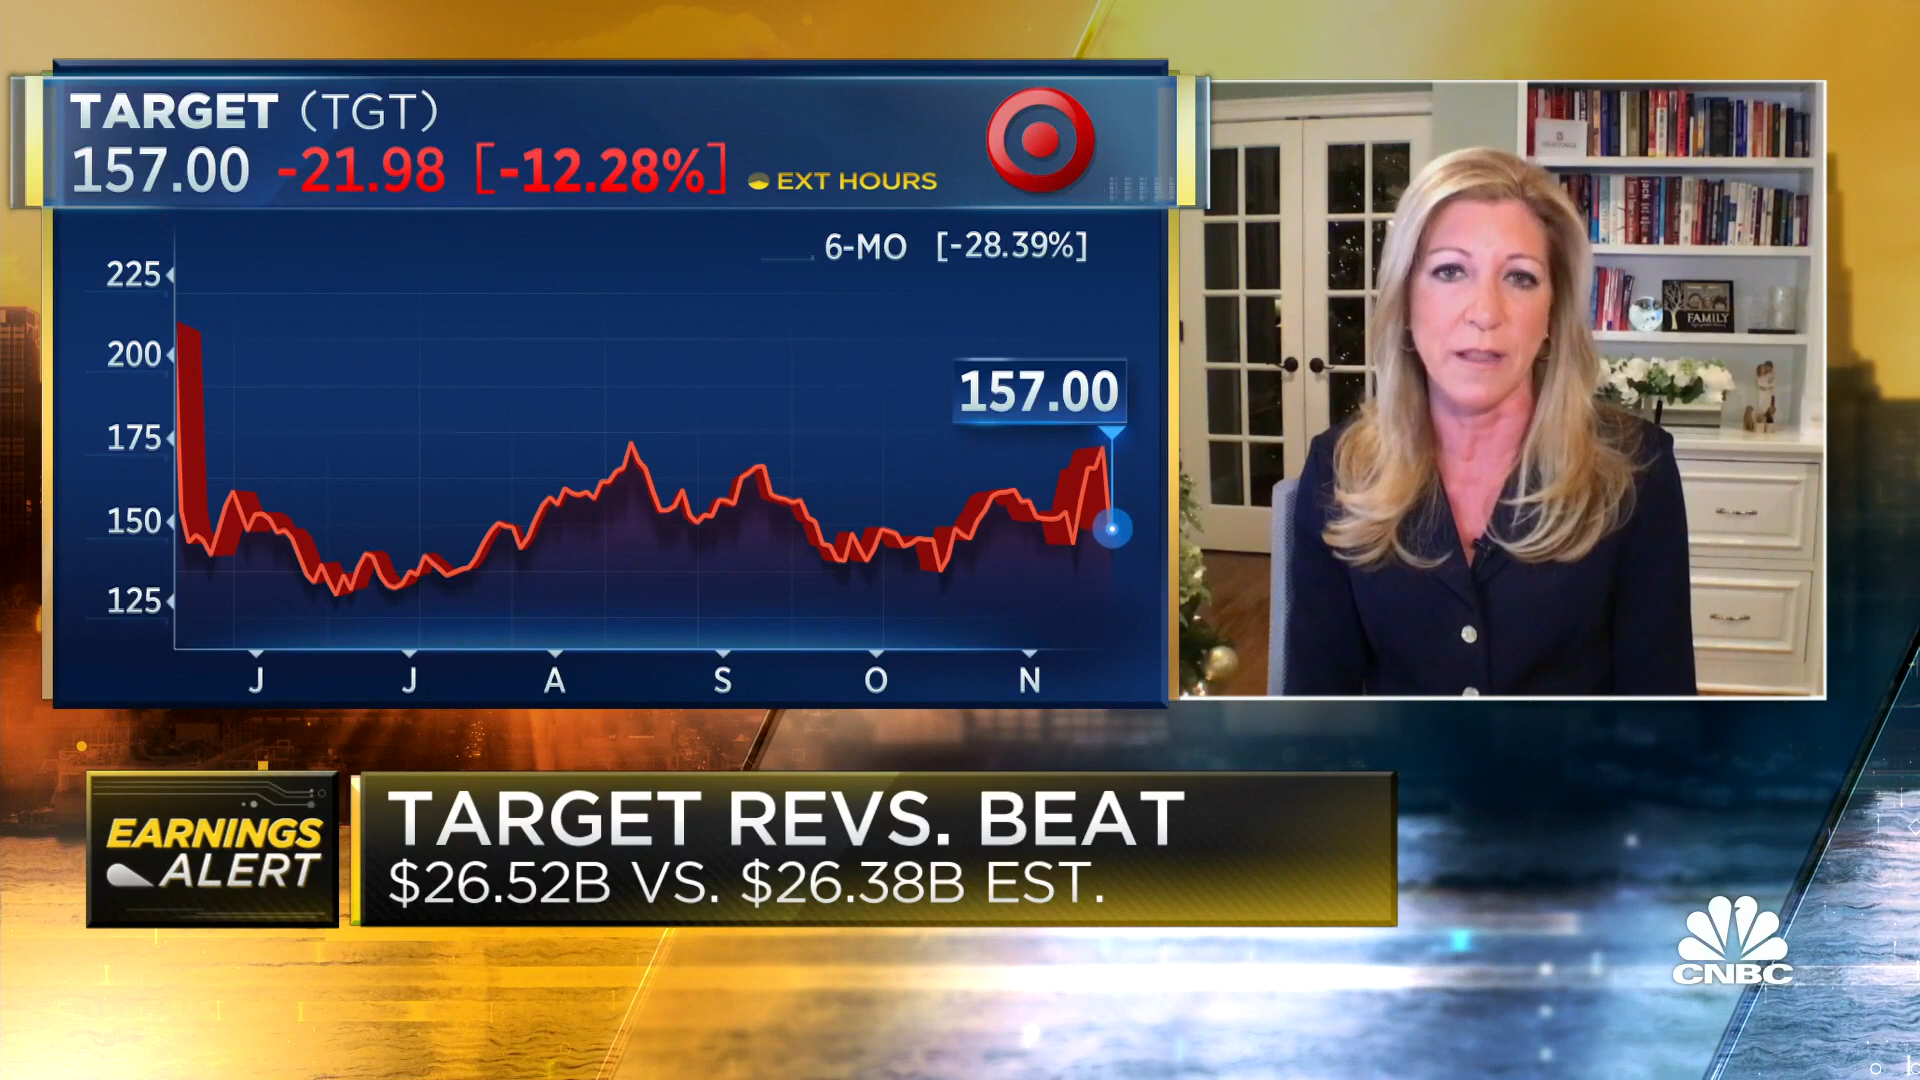 TARGET (TGT)
157.00 -21.98 [-12.28%] EXT HOURS
6-MO [-28.39%]
225
200
175
150
125
157.00
J J A S O N
FAMILY
EARNINGS
ALERT
TARGET REVS. BEAT
$26.52B VS. $26.38B EST.
CNBC